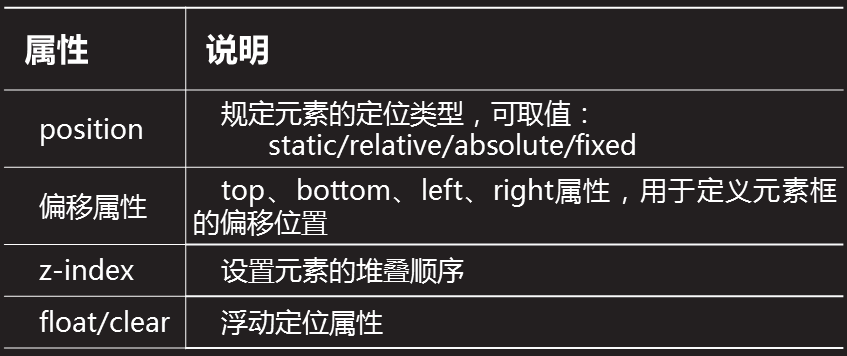 属性 说明
position 规定元素的定位类型，可取值：
static/relative/absolute/fixed
偏移属性 top、bottom、left、right属性，用于定义元素框
的偏移位置
z-index 设置元素的堆叠顺序
float/clear 浮动定位属性